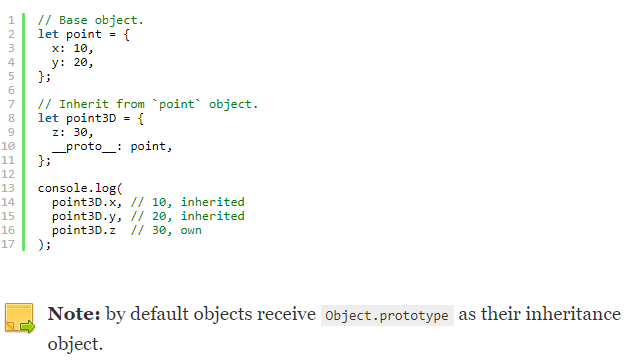 1 // Base object.
2 let point = {
3   x: 10,
4   y: 20,
5 };
6
7 // Inherit from `point` object.
8 let point3D = {
9   z: 30,
10   __proto__: point,
11 };
12
13 console.log(
14   point3D.x, // 10, inherited
15   point3D.y, // 20, inherited
16   point3D.z  // 30, own
17 );
Note: by default objects receive Object.prototype as their inheritance
object.